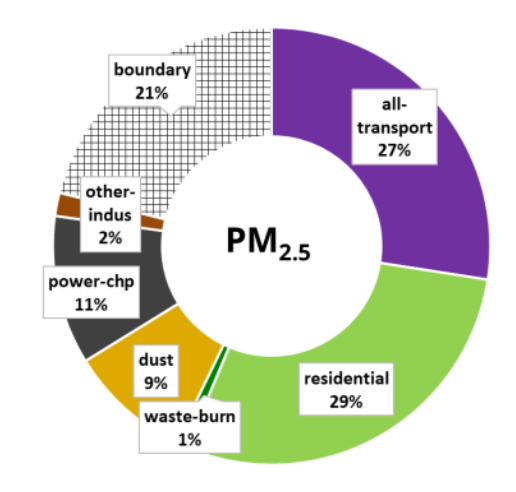 boundary
21%
all-
transport
27%
other-
indus
2%
PM2.5
power-chp
11%
dust
9%
residential
29%
waste-burn
1%